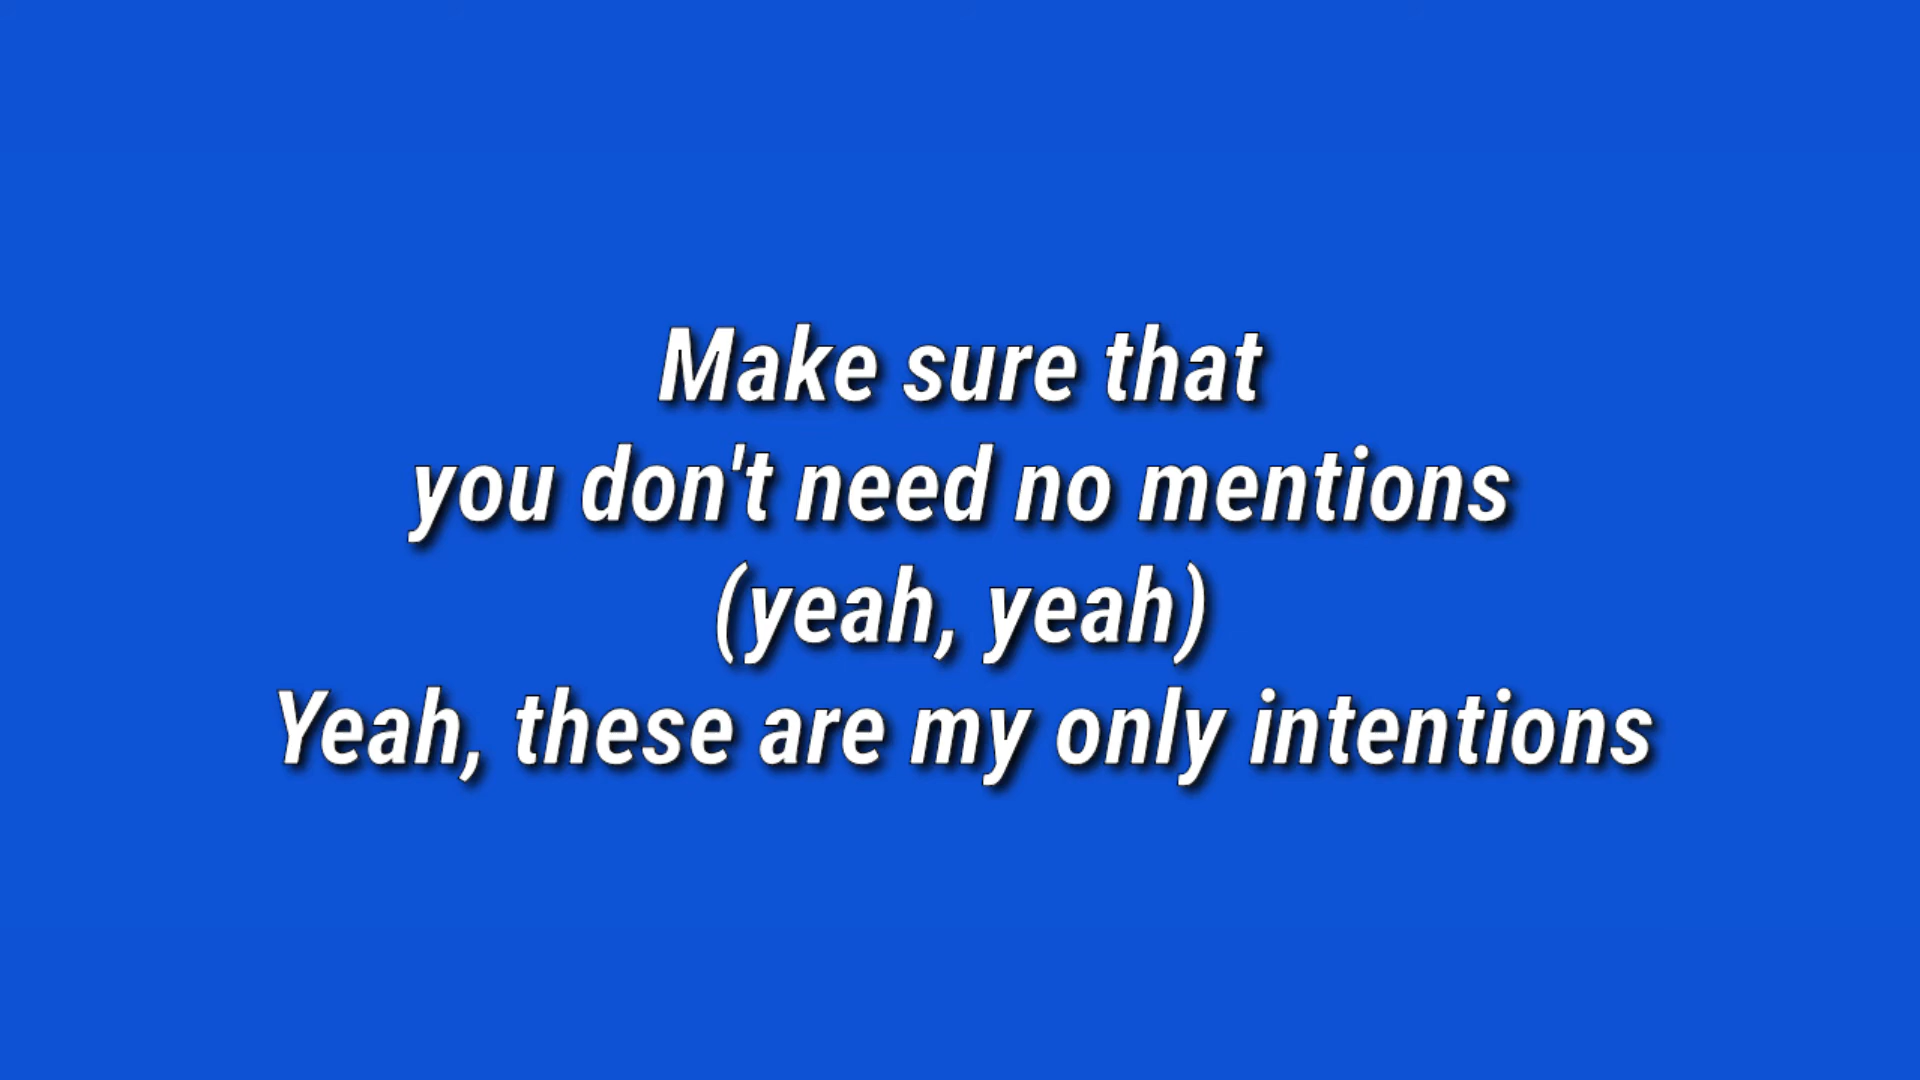 Make sure that
you don't need no mentions
(yeah, yeah)
Yeah, these are my only intentions